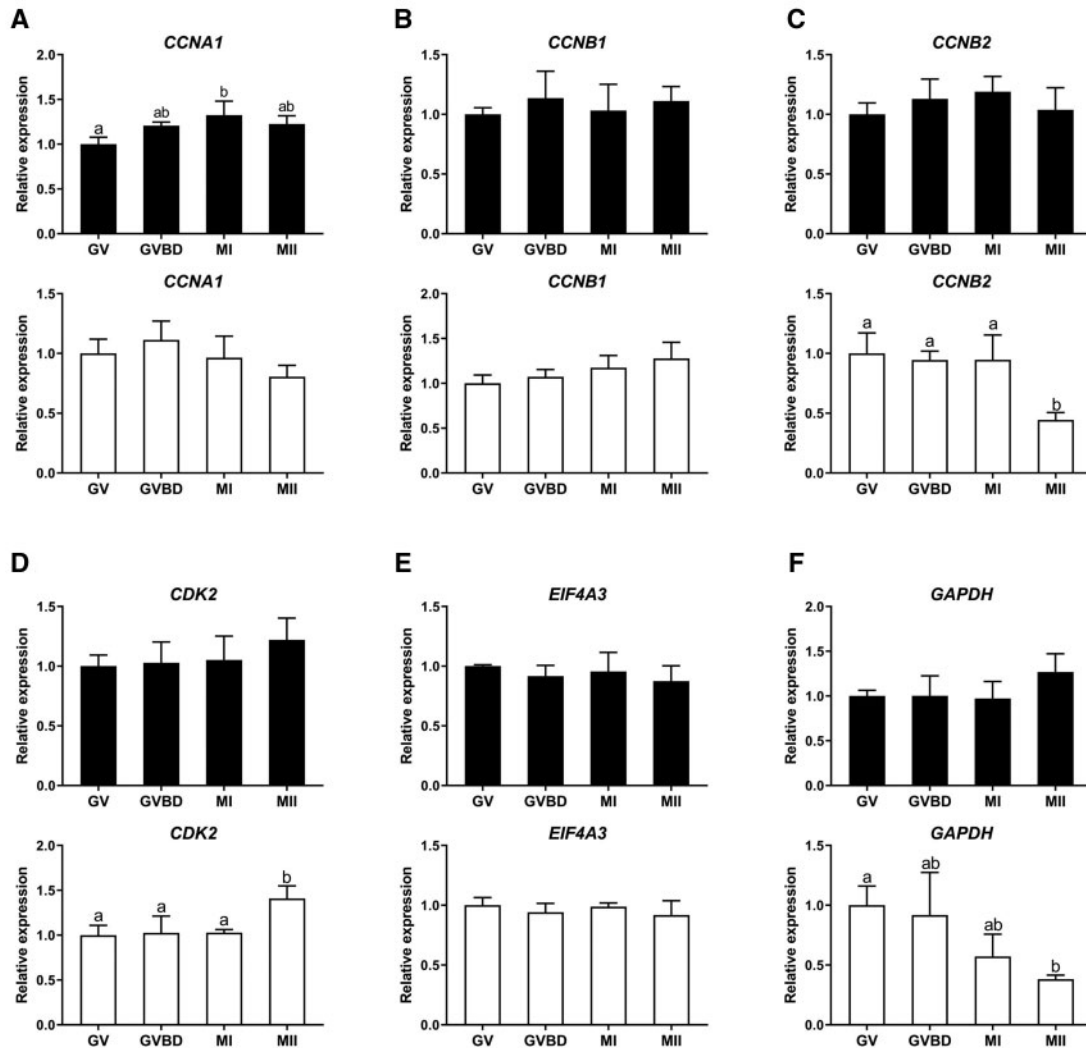 A
CCNA1
Relative expression
2.0
1.5
1.0
0.5
0.0
a
ab
b
ab
GV GVBD MI MII
CCNA1
Relative expression
1.5
1.0
0.5
0.0
GV GVBD MI MII
B
CCNB1
Relative expression
1.5
1.0
0.5
0.0
GV GVBD MI MII
CCNB1
Relative expression
2.0
1.5
1.0
0.5
0.0
GV GVBD MI MII
C
CCNB2
Relative expression
1.5
1.0
0.5
0.0
GV GVBD MI MII
CCNB2
Relative expression
1.5
1.0
0.5
0.0
a
a
a
b
GV GVBD MI MII
D
CDK2
Relative expression
1.5
1.0
0.5
0.0
GV GVBD MI MII
CDK2
Relative expression
2.0
1.5
1.0
0.5
0.0
a
a
a
b
GV GVBD MI MII
E
EIF4A3
Relative expression
1.5
1.0
0.5
0.0
GV GVBD MI MII
EIF4A3
Relative expression
1.5
1.0
0.5
0.0
GV GVBD MI MII
F
GAPDH
Relative expression
2.0
1.5
1.0
0.5
0.0
GV GVBD MI MII
GAPDH
Relative expression
1.5
1.0
0.5
0.0
a
ab
ab
b
GV GVBD MI MII